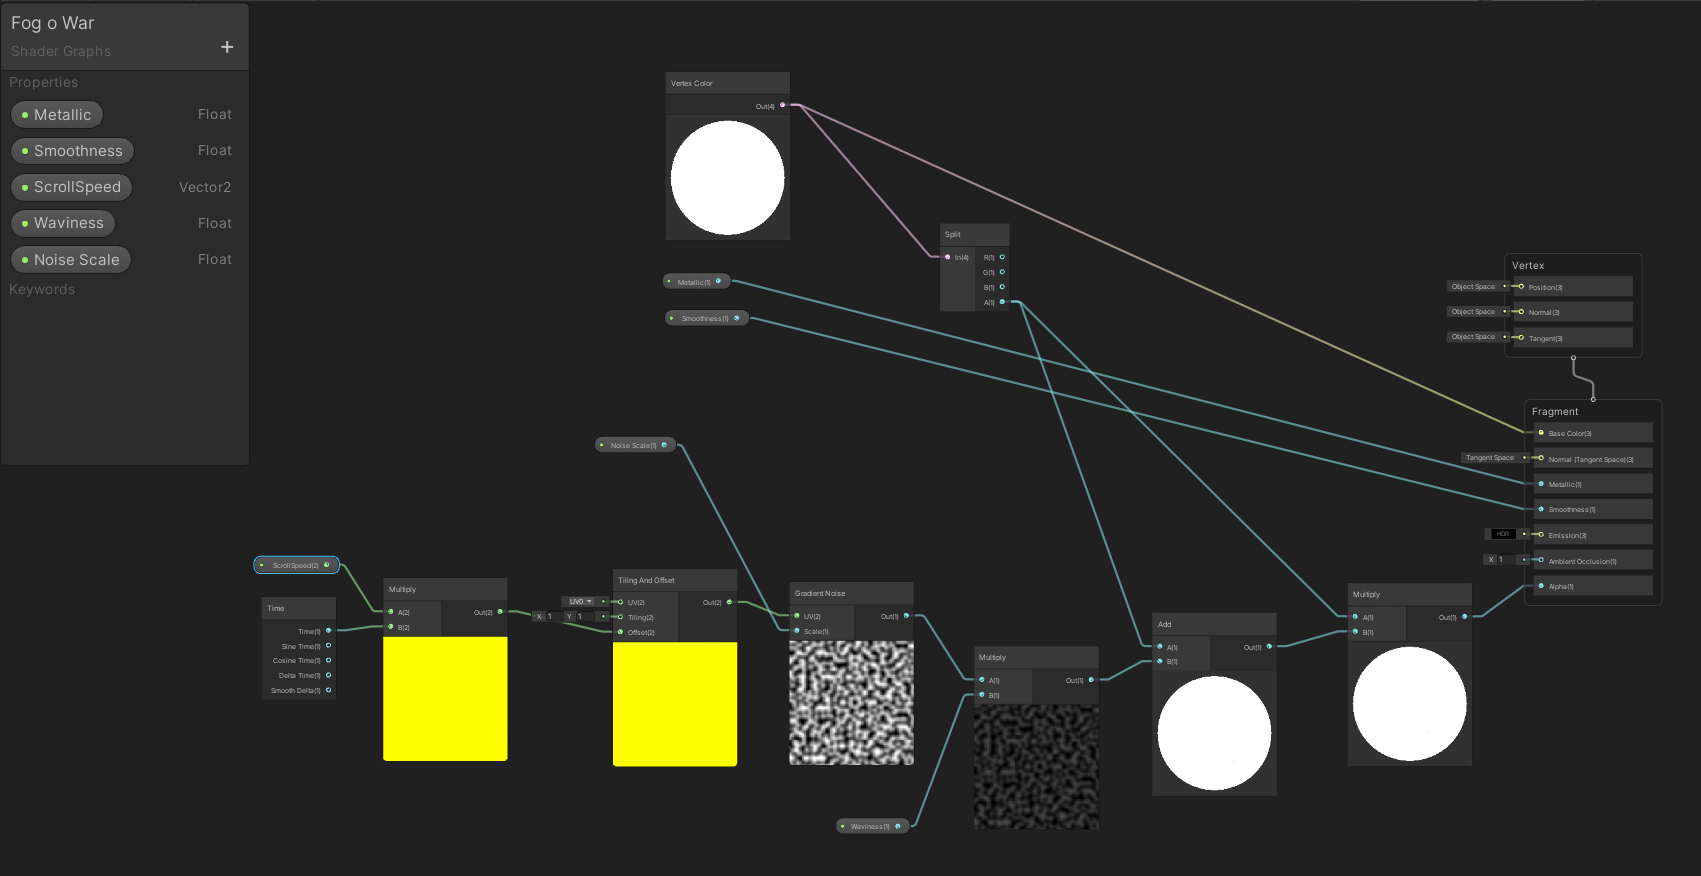 Fog o War
Shader Graphs
+
Properties
Metallic Float
Smoothness Float
ScrollSpeed Vector2
Waviness Float
Noise Scale Float
Keywords
Vertex Color
Out(4)
Split
In(4) R(1)
G(1)
B(1)
A(1)
Metallic(1)
Smoothness(1)
Vertex
Object Space Position(3)
Object Space Normal(3)
Object Space Tangent(3)
Fragment
Base Color(3)
Tangent Space Normal (Tangent Space)(3)
Metallic(1)
Smoothness(1)
HDR Emission(3)
X 1 Ambient Occlusion(1)
Alpha(1)
Noise Scale(1)
ScrollSpeed(2)
Time
Time(1)
Sine Time(1)
Cosine Time(1)
Delta Time(1)
Smooth Delta(1)
Multiply
A(2) Out(2)
B(2)
Tiling And Offset
UV0 UV(2) Out(2)
X 1 Y 1 Tiling(2)
Offset(2)
Gradient Noise
UV(2) Out(1)
Scale(1)
Waviness(1)
Multiply
A(1) Out(1)
B(1)
Add
A(1) Out(1)
B(1)
Multiply
A(1) Out(1)
B(1)